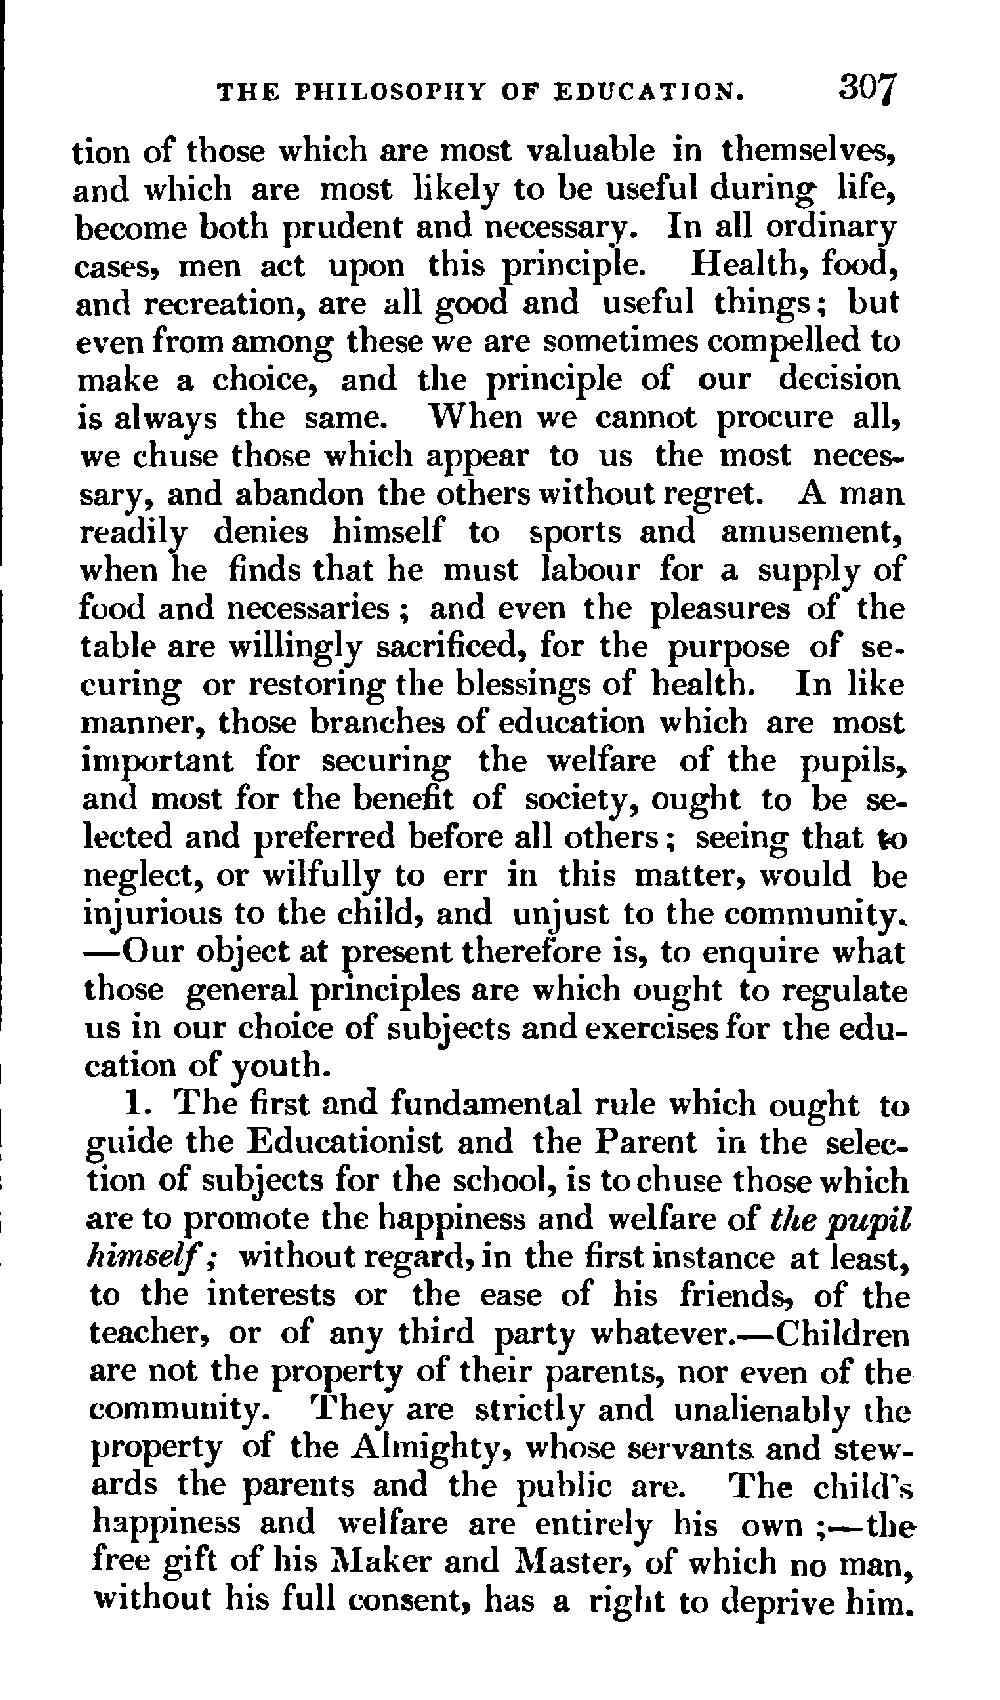 THE PHILOSOPHY OF EDUCATION. 307
tion of those which are most valuable in themselves,
and which are most likely to be useful during life,
become both prudent and necessary. In all ordinary
cases, men act upon this principle. Health, food,
and recreation, are all good and useful things; but
even from among these we are sometimes compelled to
make a choice, and the principle of our decision
is always the same. When we cannot procure all,
we chuse those which appear to us the most neces-
sary, and abandon the others without regret. A man
readily denies himself to sports and amusement,
when he finds that he must labour for a supply of
food and necessaries; and even the pleasures of the
table are willingly sacrificed, for the purpose of se-
curing or restoring the blessings of health. In like
manner, those branches of education which are most
important for securing the welfare of the pupils,
and most for the benefit of society, ought to be se-
lected and preferred before all others; seeing that to
neglect, or wilfully to err in this matter, would be
injurious to the child, and unjust to the community.
—Our object at present therefore is, to enquire what
those general principles are which ought to regulate
us in our choice of subjects and exercises for the edu-
cation of youth.
1. The first and fundamental rule which ought to
guide the Educationist and the Parent in the selec-
tion of subjects for the school, is to chuse those which
are to promote the happiness and welfare of the pupil
himself; without regard, in the first instance at least,
to the interests or the ease of his friends, of the
teacher, or of any third party whatever.—Children
are not the property of their parents, nor even of the
community. They are strictly and unalienably the
property of the Almighty, whose servants and stew-
ards the parents and the public are. The child's
happiness and welfare are entirely his own;—the
free gift of his Maker and Master, of which no man,
without his full consent, has a right to deprive him.